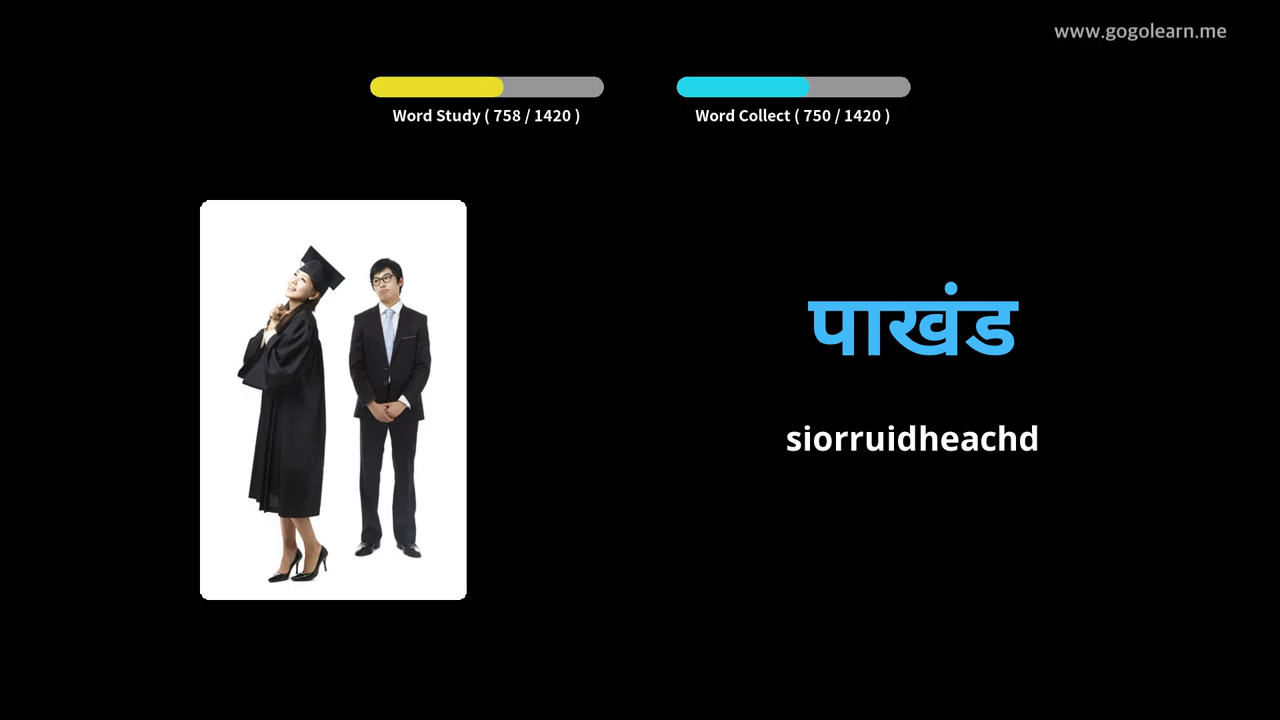 www.gogolearn.me
Word Study ( 758 / 1420 )
Word Collect ( 750 / 1420 )
पाखंड
siorruidheachd